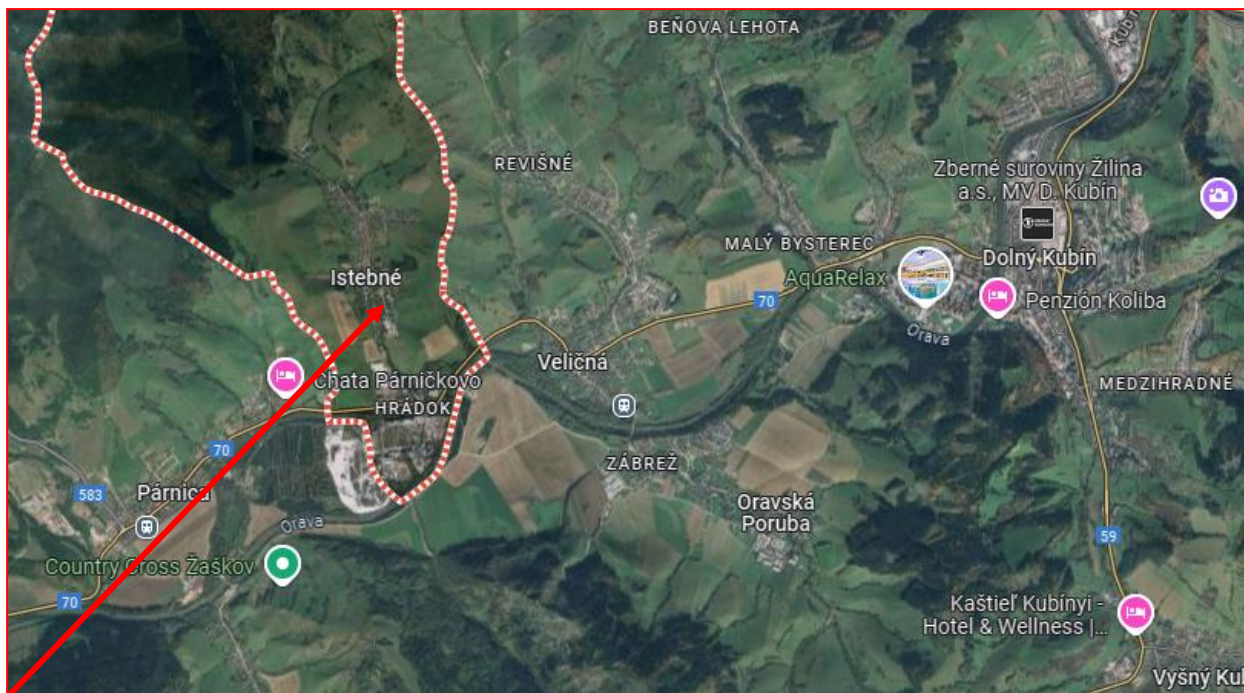 BEŇOVA LEHOTA
REVIŠNÉ
Zberné suroviny Žilina
a.s., MV D. Kubín
MALÝ BYSTEREC
Dolný Kubín
AquaRelax
Istebné
70
Penzión Koliba
Orava
Veličná
Chata Párničkovo
MEDZIHRADNÉ
HRÁDOK
70
ZÁBREŽ
583
Párnica
Oravská
Poruba
Orava
59
Country Cross Žaškov
70
Kaštieľ Kubínyi -
Hotel & Wellness |...